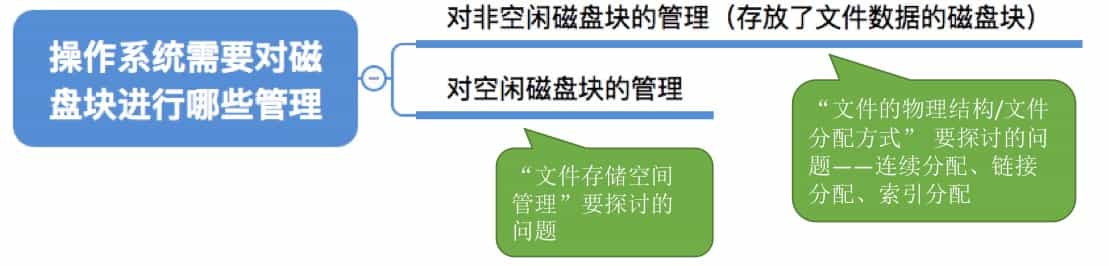 操作系统需要对磁
盘块进行哪些管理
对非空闲磁盘块的管理（存放了文件数据的磁盘块）
对空闲磁盘块的管理
“文件的物理结构/文件
分配方式” 要探讨的问
题——连续分配、链接
分配、索引分配
“文件存储空间
管理”要探讨的
问题